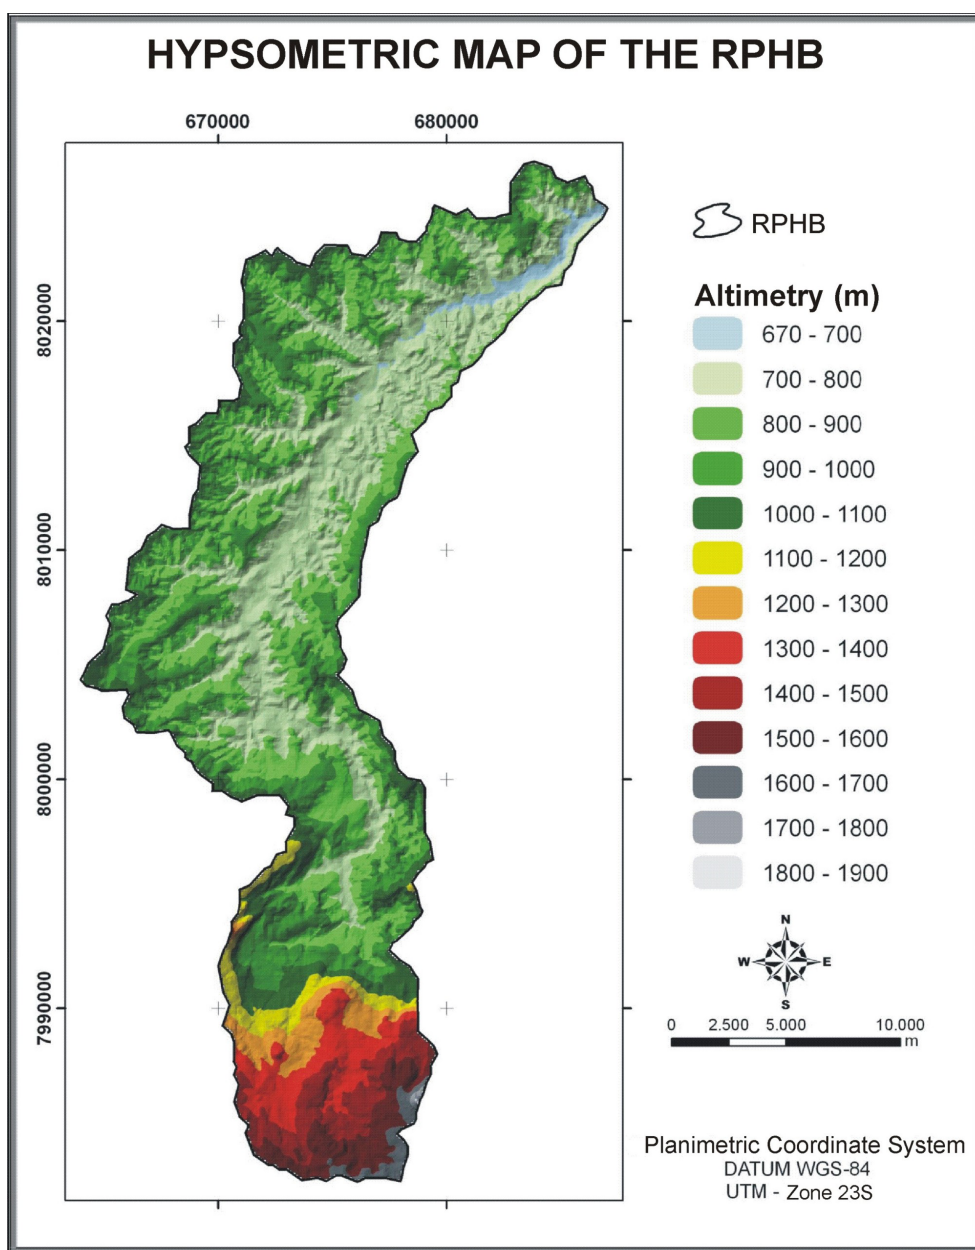 HYPSOMETRIC MAP OF THE RPHB
670000
680000
8020000
8010000
8000000
7990000
RPHB
Altimetry (m)
670 - 700
700 - 800
800 - 900
900 - 1000
1000 - 1100
1100 - 1200
1200 - 1300
1300 - 1400
1400 - 1500
1500 - 1600
1600 - 1700
1700 - 1800
1800 - 1900
N
W E
S
0 2.500 5.000 10.000
m
Planimetric Coordinate System
DATUM WGS-84
UTM - Zone 23S